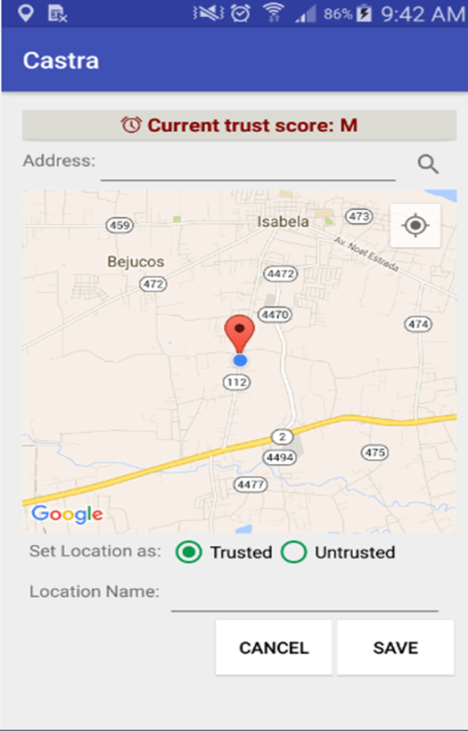 86% 9:42 AM
Castra
Current trust score: M
Address:
459
Isabela
473
Av. Noel Estrada
Bejucos
472
4472
4470
474
112
2
4494
475
4477
Google
Set Location as: Trusted Untrusted
Location Name:
CANCEL SAVE